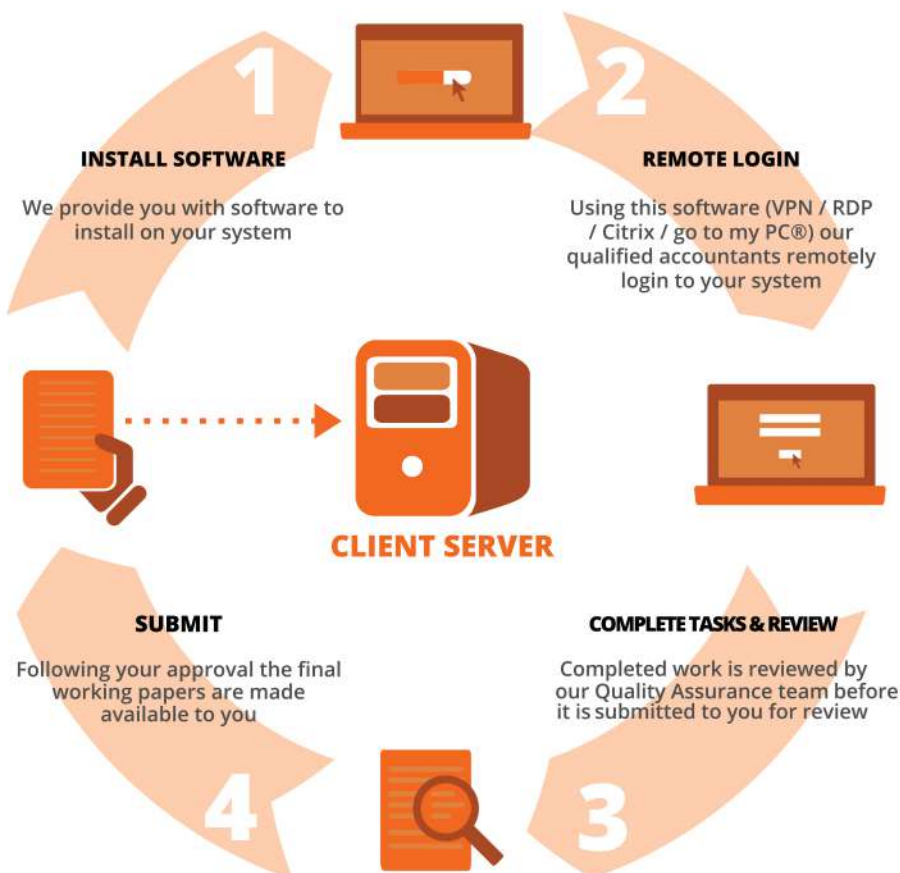 1
INSTALL SOFTWARE
We provide you with software to
install on your system
2
REMOTE LOGIN
Using this software (VPN / RDP
/ Citrix / go to my PC®) our
qualified accountants remotely
login to your system
CLIENT SERVER
COMPLETE TASKS & REVIEW
Completed work is reviewed by
our Quality Assurance team before
it is submitted to you for review
3
SUBMIT
Following your approval the final
working papers are made
available to you
4